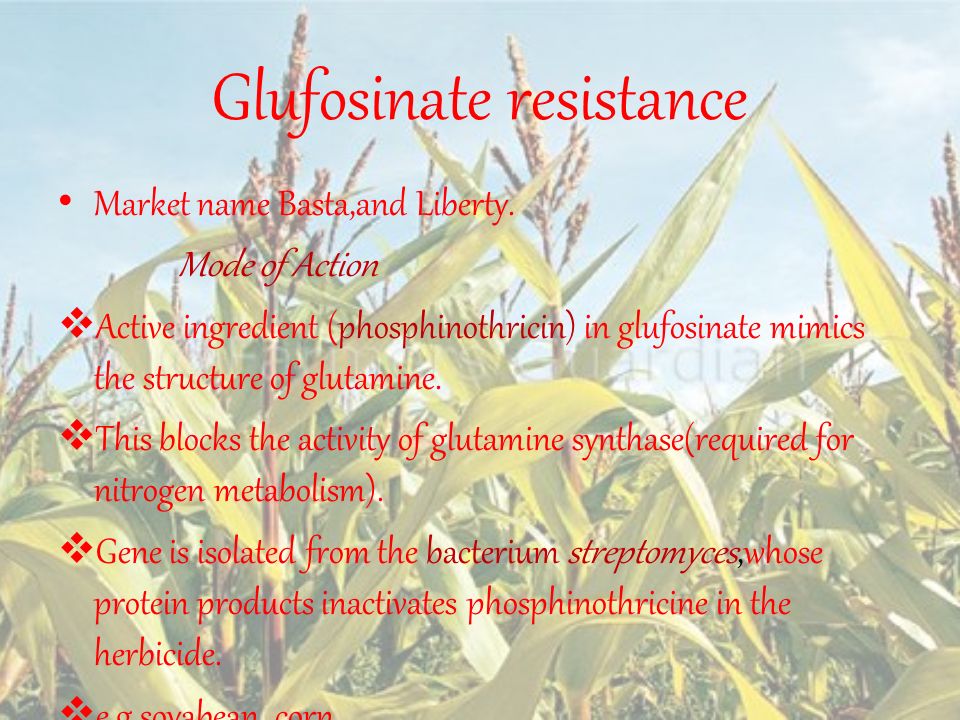 Glufosinate resistance
• Market name Basta,and Liberty.
Mode of Action
❖ Active ingredient (phosphinothricin) in glufosinate mimics
the structure of glutamine.
❖ This blocks the activity of glutamine synthase(required for
nitrogen metabolism).
❖ Gene is isolated from the bacterium streptomyces,whose
protein products inactivates phosphinothricine in the
herbicide.
❖ e.g soyabean, corn